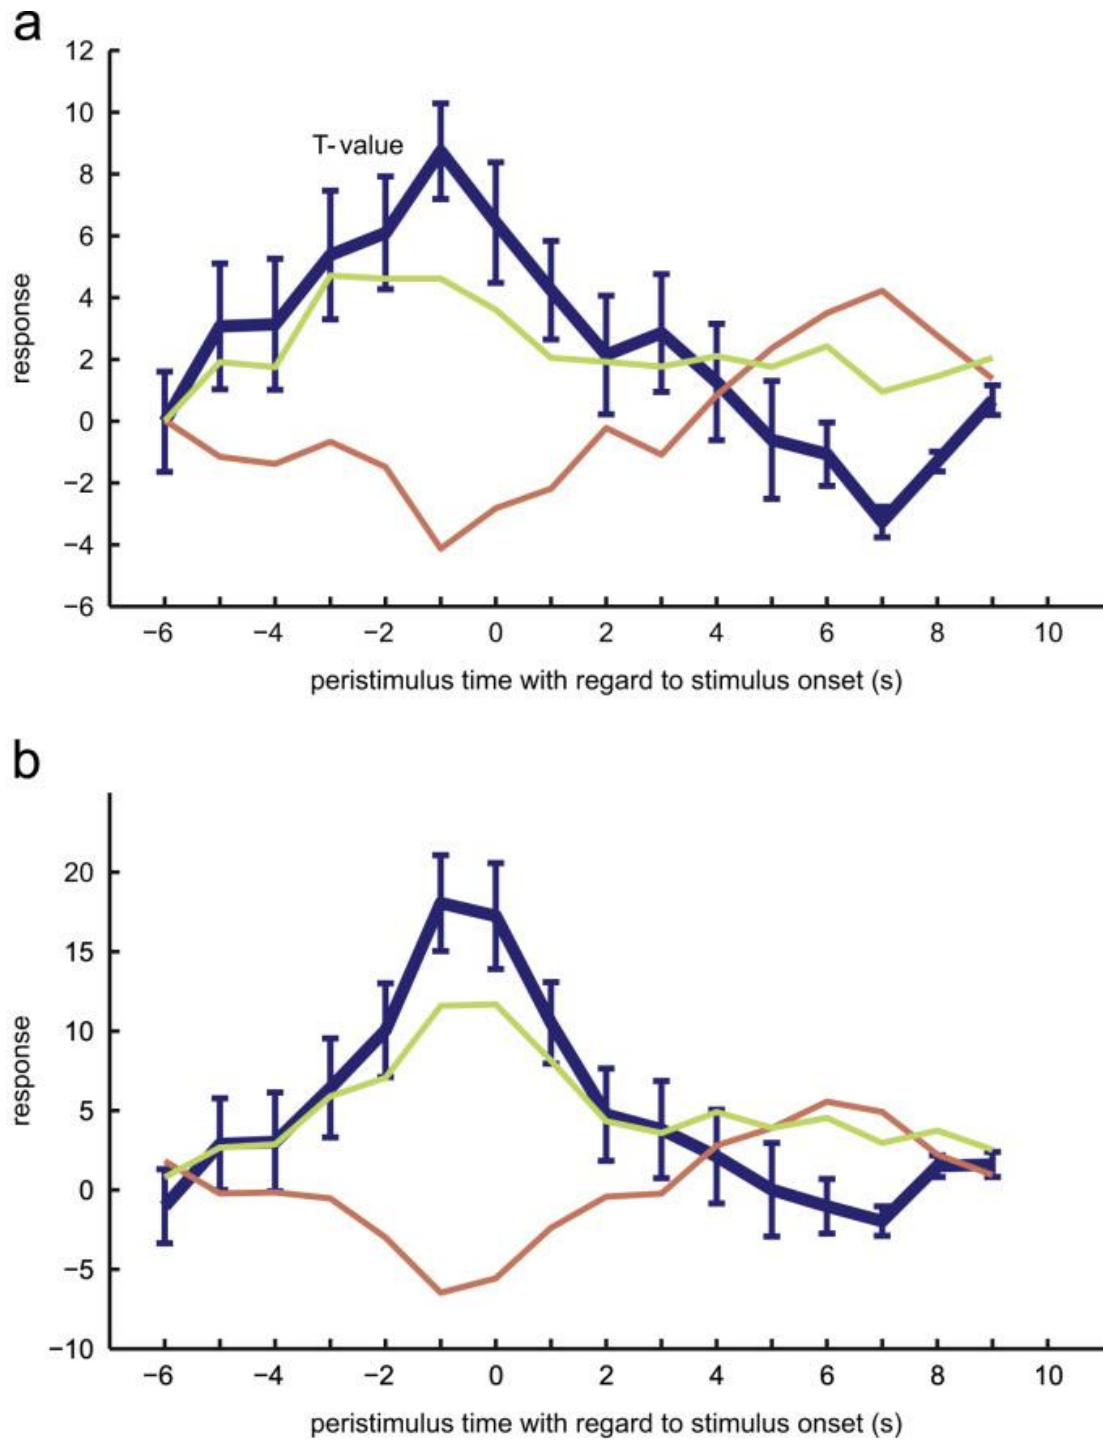 a
12
10
T-value
8
6
4
response
2
0
−2
−4
−6
−6 −4 −2 0 2 4 6 8 10
peristimulus time with regard to stimulus onset (s)
b
20
15
10
response
5
0
−5
−10
−6 −4 −2 0 2 4 6 8 10
peristimulus time with regard to stimulus onset (s)